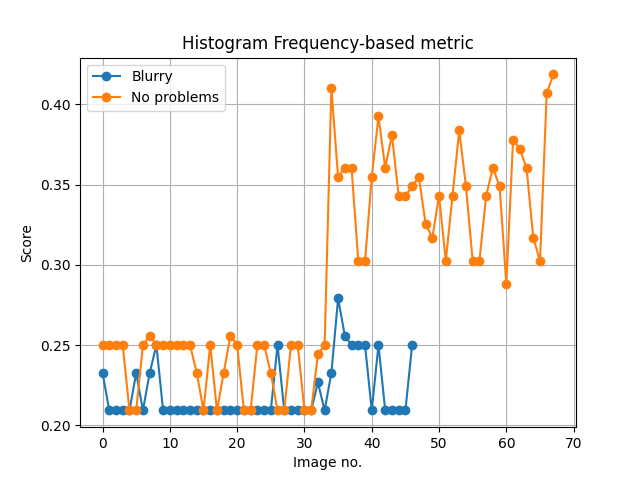 Histogram Frequency-based metric
Blurry
No problems
0.40
0.35
0.30
0.25
0.20
Score
0 10 20 30 40 50 60 70
Image no.